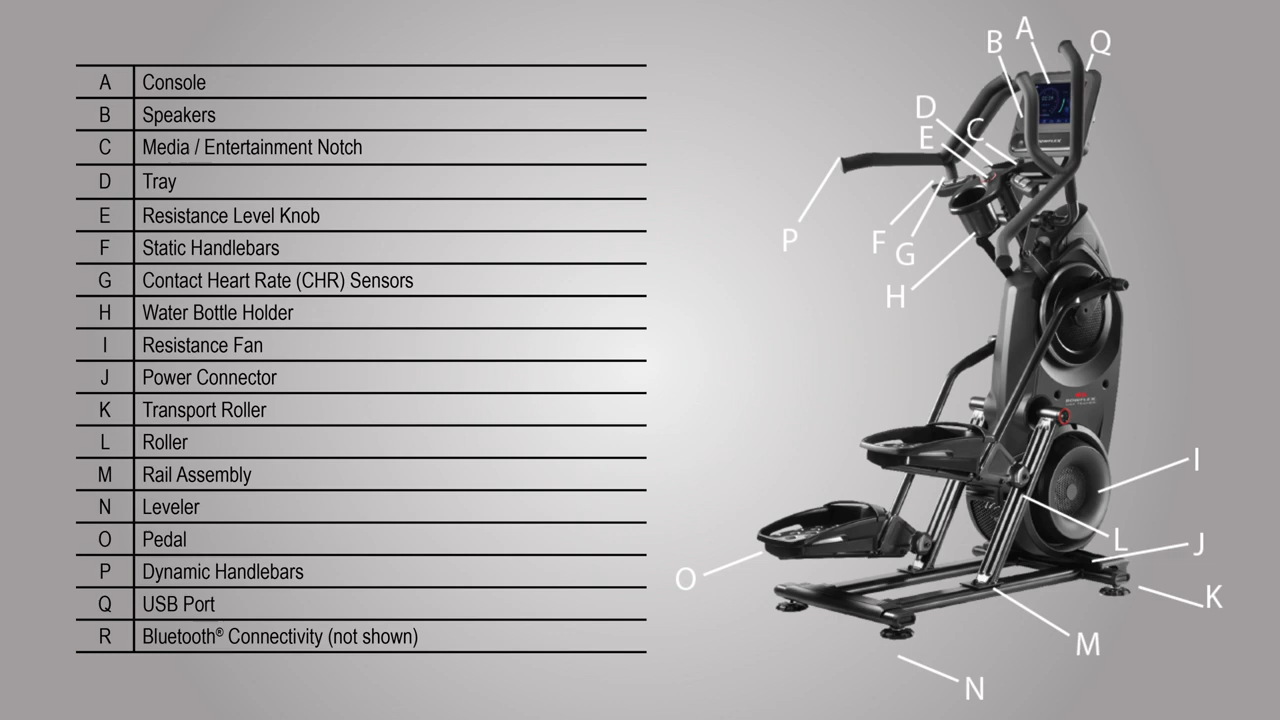 A Console
B Speakers
C Media / Entertainment Notch
D Tray
E Resistance Level Knob
F Static Handlebars
G Contact Heart Rate (CHR) Sensors
H Water Bottle Holder
I Resistance Fan
J Power Connector
K Transport Roller
L Roller
M Rail Assembly
N Leveler
O Pedal
P Dynamic Handlebars
Q USB Port
R Bluetooth® Connectivity (not shown)
A
B
Q
D
E
C
P
F
G
H
BOWFLEX
BOWFLEX
I
L
J
O
K
M
N